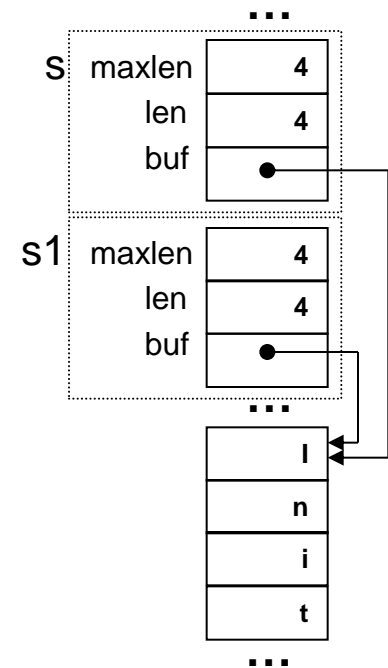 ...
s maxlen 4
len 4
buf
...
s1 maxlen 4
len 4
buf
...
I
n
i
t
...